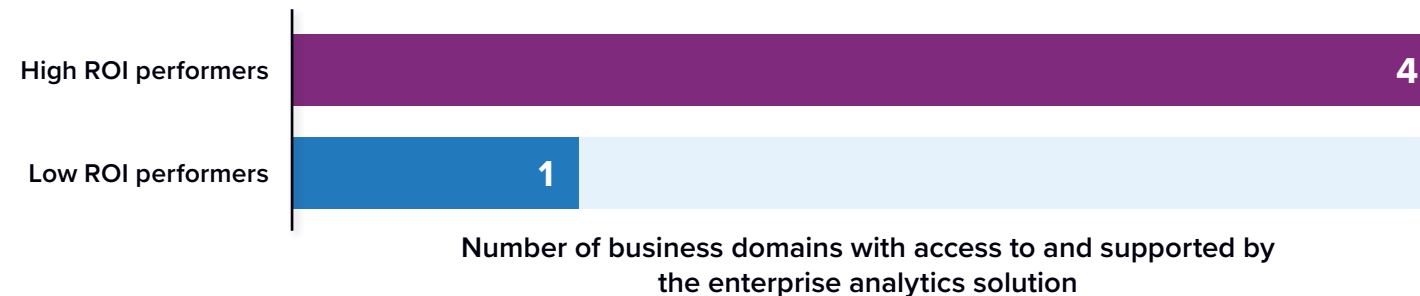 High ROI performers
4
Low ROI performers
1
Number of business domains with access to and supported by
the enterprise analytics solution